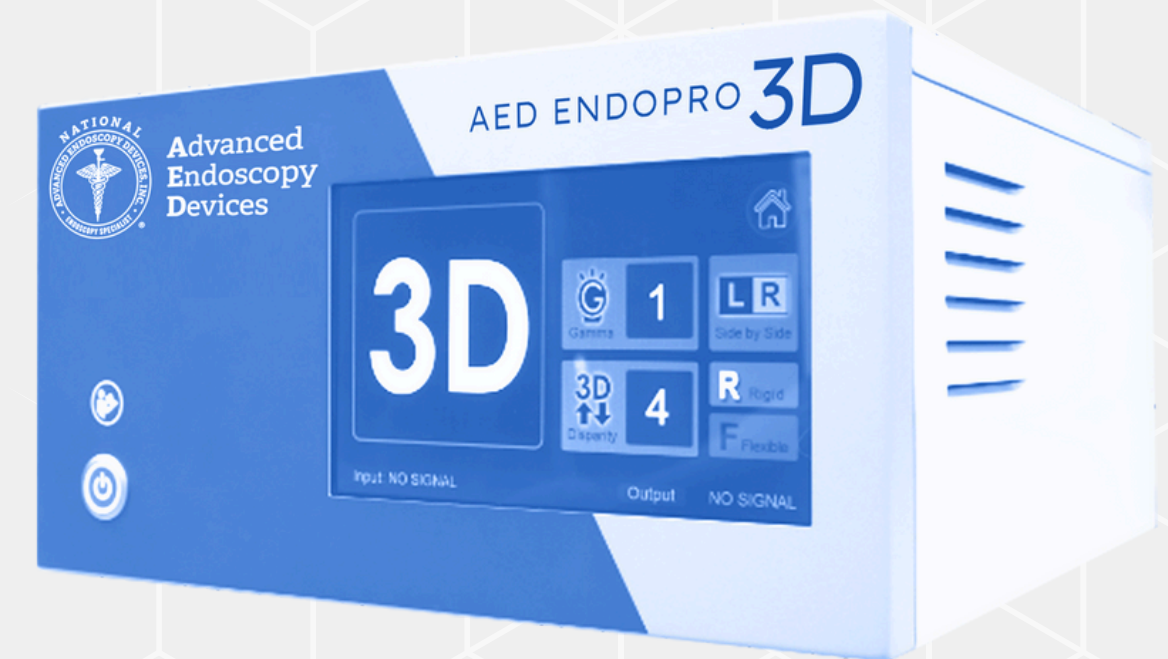 NATIONAL
ADVANCED ENDOSCOPY DEVICES, INC.
ENDOSCOPY SPECIALIST
®
Advanced
Endoscopy
Devices
AED ENDOPRO 3D
3D
G
Gamma
1
L R
Side by Side
3D
Disparity
4
R Rigid
F Flexible
Input: NO SIGNAL
Output
NO SIGNAL